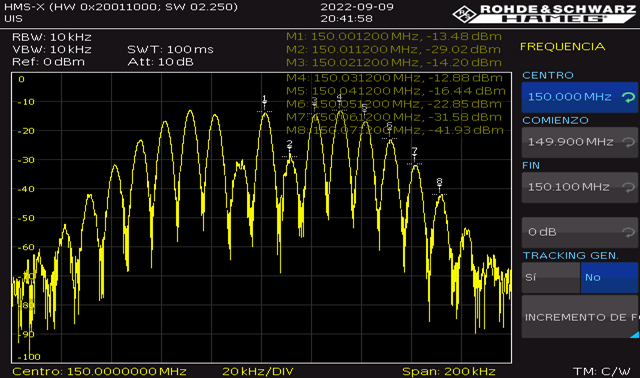 HMS-X (HW 0x20011000; SW 02.250)
UIS
2022-09-09
20:41:58
ROHDE & SCHWARZ
HAMEG
RBW: 10 kHz
VBW: 10 kHz SWT: 100 ms
Ref: 0 dBm Att: 10 dB
M1: 150.001200 MHz, -13.48 dBm
M2: 150.011200 MHz, -29.02 dBm
M3: 150.021200 MHz, -14.20 dBm
M4: 150.031200 MHz, -12.88 dBm
M5: 150.041200 MHz, -16.44 dBm
M6: 150.051200 MHz, -22.85 dBm
M7: 150.061200 MHz, -31.58 dBm
M8: 150.071200 MHz, -41.93 dBm
0
-10
-20
-30
-40
-50
-60
-70
-80
-90
-100
1
2
3
4
5
6
7
8
Centro: 150.0000000 MHz 20 kHz/DIV Span: 200 kHz
FREQUENCIA
CENTRO
150.000 MHz
COMIENZO
149.900 MHz
FIN
150.100 MHz
0 dB
TRACKING GEN.
Sí No
INCREMENTO DE F
TM: C/W